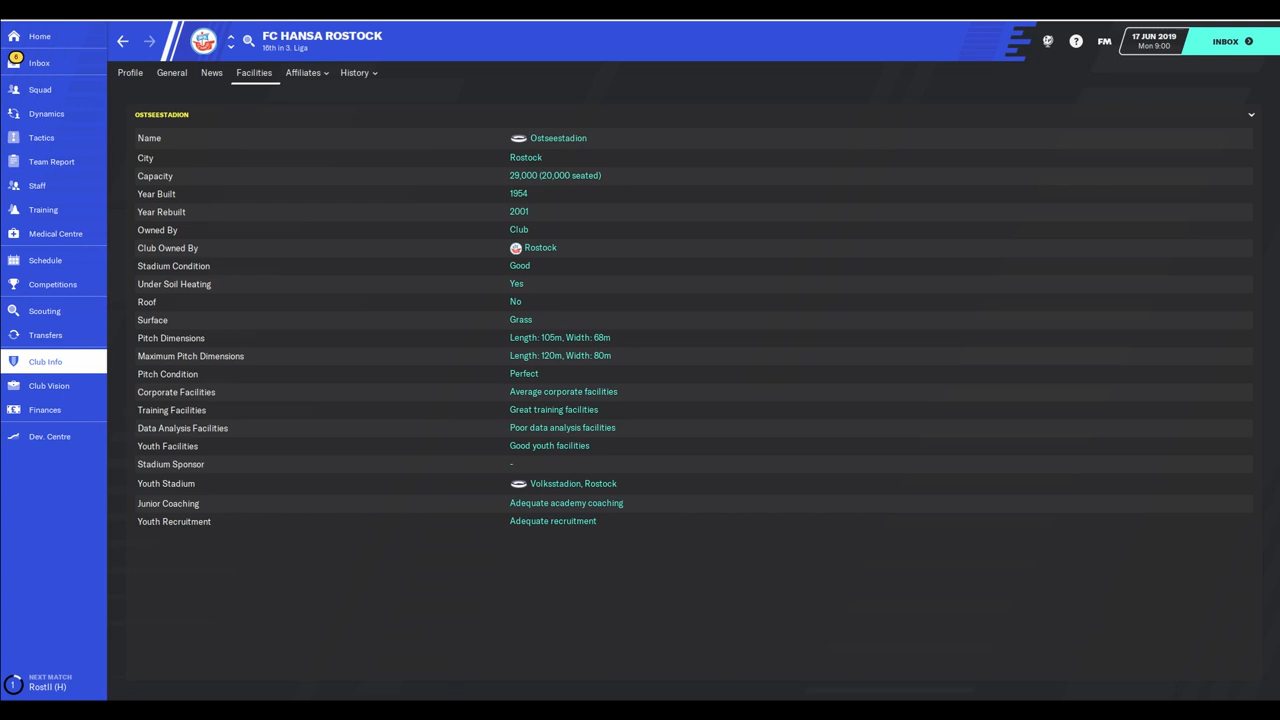 Home
FC HANSA ROSTOCK
16th in 3. Liga
?
FM
17 JUN 2019
Mon 9:00
INBOX
6
Inbox
Profile
General
News
Facilities
Affiliates
History
Squad
Dynamics
Tactics
Team Report
Staff
Training
Medical Centre
Schedule
Competitions
Scouting
Transfers
Club Info
Club Vision
Finances
Dev. Centre
NEXT MATCH
1
RostII (H)
OSTSEESTADION
Name Ostseestadion
City Rostock
Capacity 29,000 (20,000 seated)
Year Built 1954
Year Rebuilt 2001
Owned By Club
Club Owned By Rostock
Stadium Condition Good
Under Soil Heating Yes
Roof No
Surface Grass
Pitch Dimensions Length: 105m, Width: 68m
Maximum Pitch Dimensions Length: 120m, Width: 80m
Pitch Condition Perfect
Corporate Facilities Average corporate facilities
Training Facilities Great training facilities
Data Analysis Facilities Poor data analysis facilities
Youth Facilities Good youth facilities
Stadium Sponsor -
Youth Stadium Volksstadion, Rostock
Junior Coaching Adequate academy coaching
Youth Recruitment Adequate recruitment